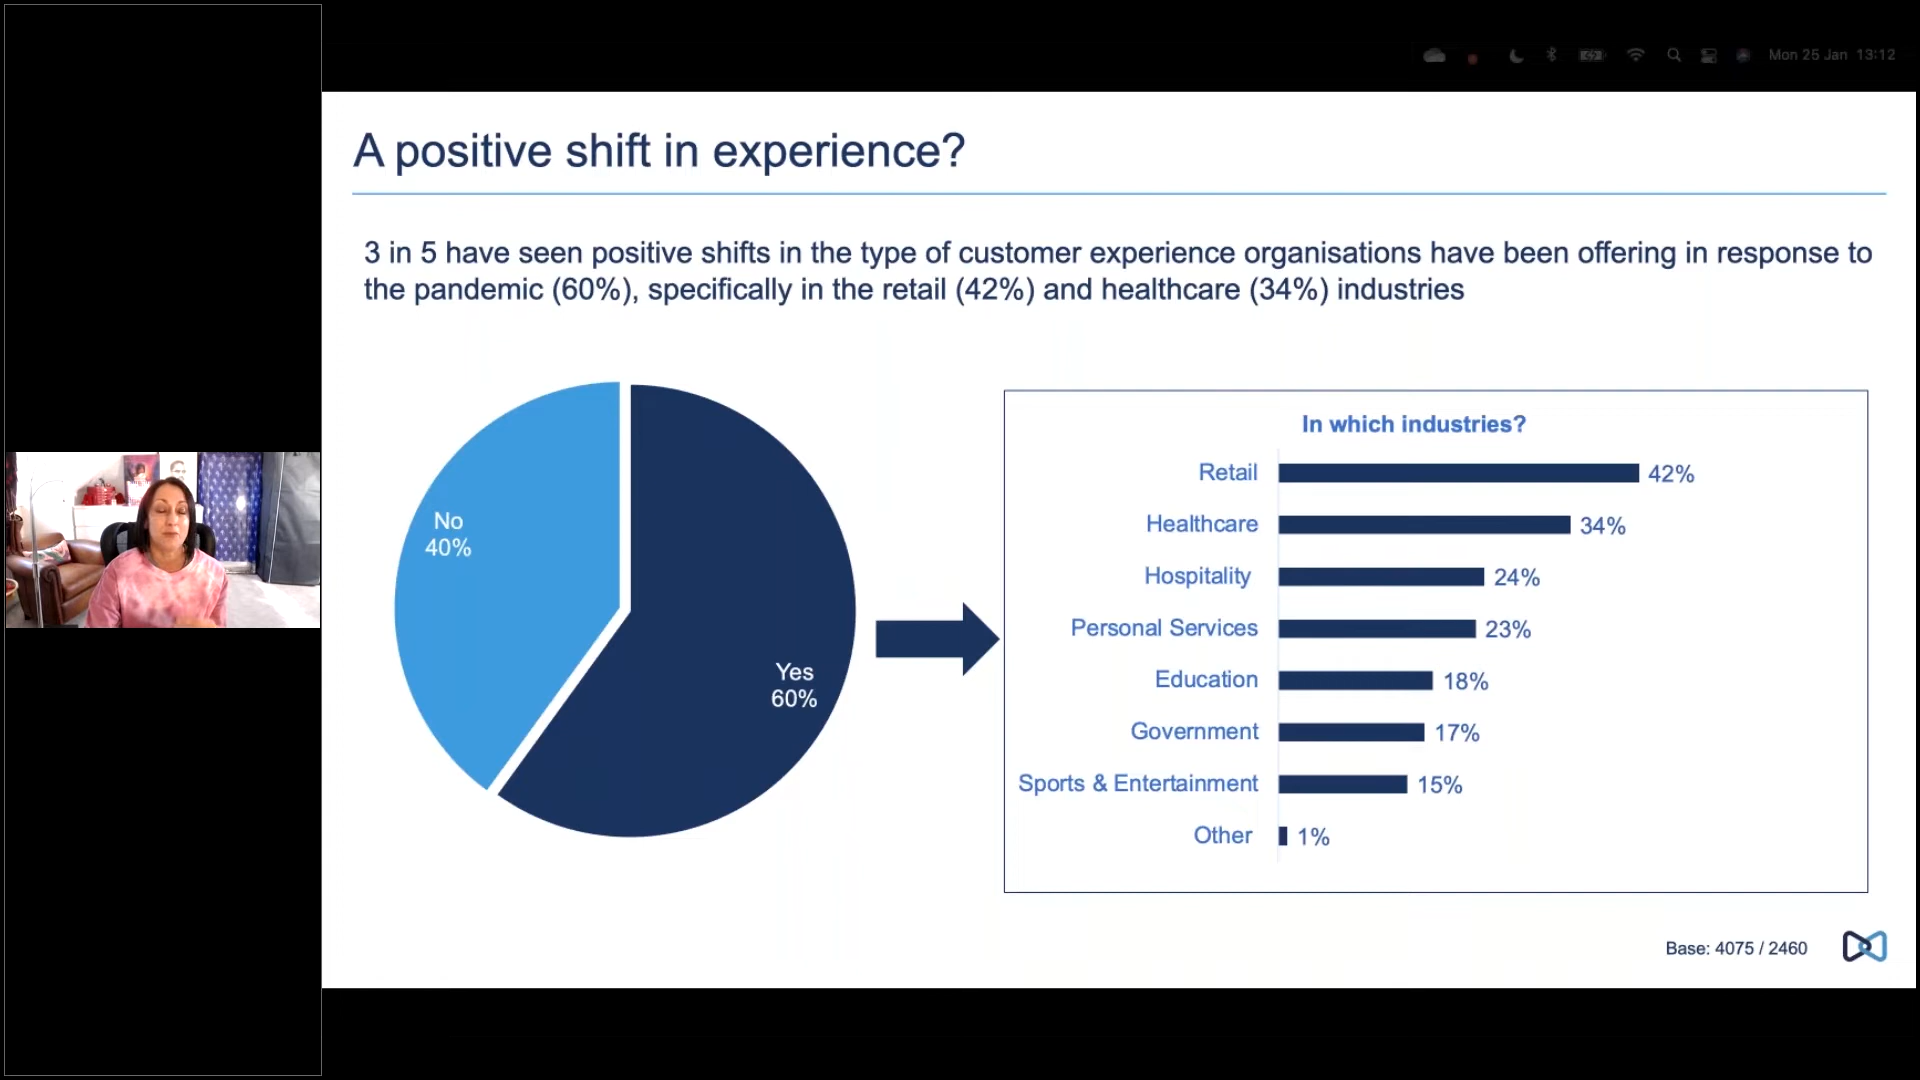 Mon 25 Jan 13:12
A positive shift in experience?
3 in 5 have seen positive shifts in the type of customer experience organisations have been offering in response to
the pandemic (60%), specifically in the retail (42%) and healthcare (34%) industries
No
40%
Yes
60%
In which industries?
Retail 42%
Healthcare 34%
Hospitality 24%
Personal Services 23%
Education 18%
Government 17%
Sports & Entertainment 15%
Other 1%
Base: 4075 / 2460